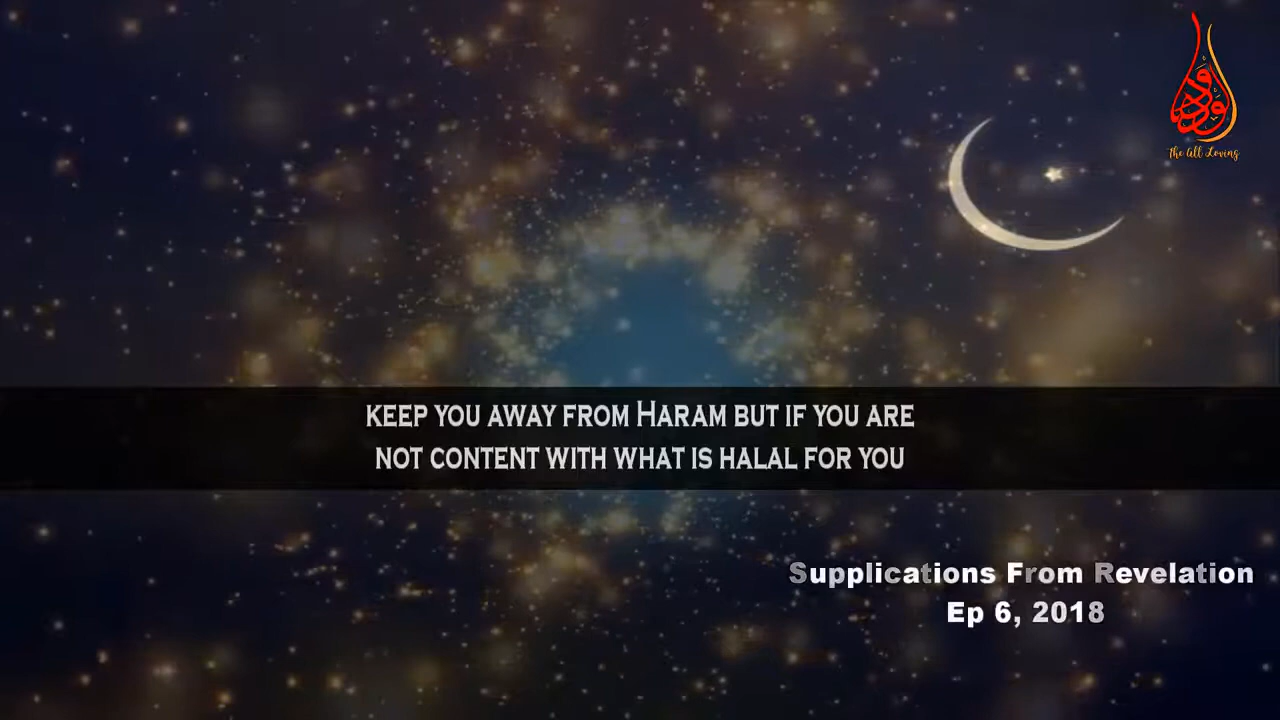 الودود
The All Loving
KEEP YOU AWAY FROM HARAM BUT IF YOU ARE
NOT CONTENT WITH WHAT IS HALAL FOR YOU
Supplications From Revelation
Ep 6, 2018